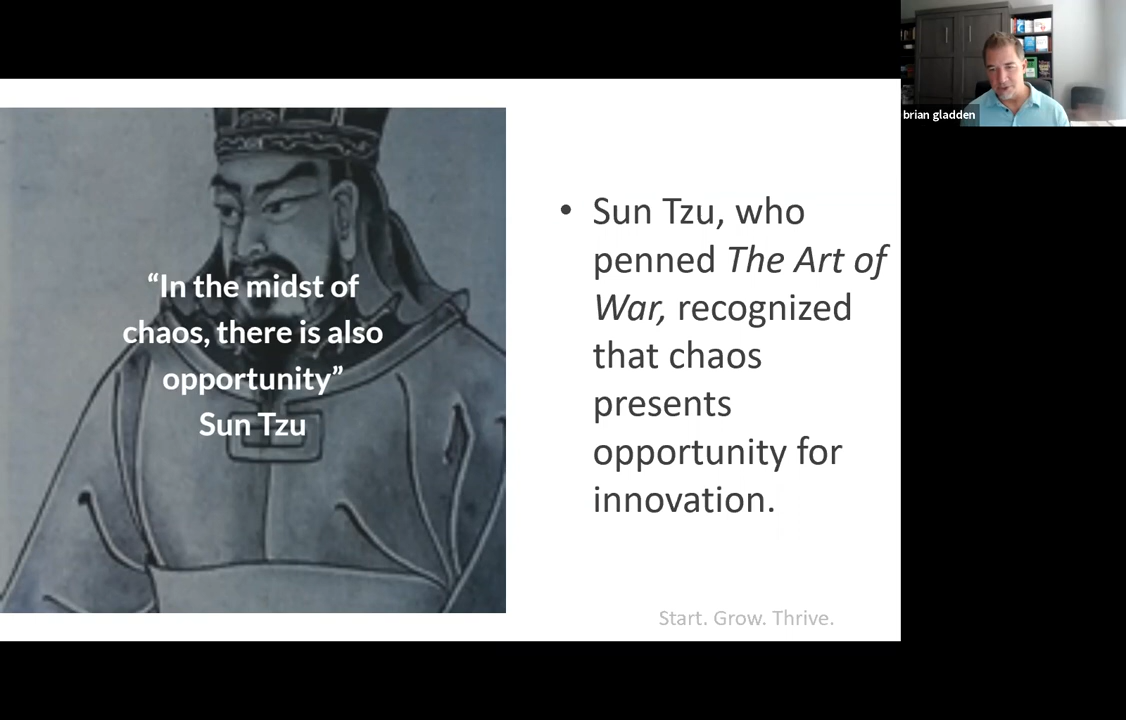 “In the midst of
chaos, there is also
opportunity”
Sun Tzu
• Sun Tzu, who
penned The Art of
War, recognized
that chaos
presents
opportunity for
innovation.
Start. Grow. Thrive.
brian gladden